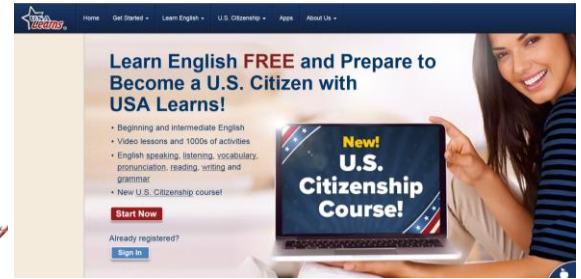 USA Learns.
Home Get Started Learn English U.S. Citizenship Apps About Us
Learn English FREE and Prepare to
Become a U.S. Citizen with
USA Learns!
• Beginning and intermediate English
• Video lessons and 1000s of activities
• English speaking, listening, vocabulary,
pronunciation, reading, writing and
grammar
• New U.S. Citizenship course!
Start Now
Already registered?
Sign In
New!
U.S.
Citizenship
Course!